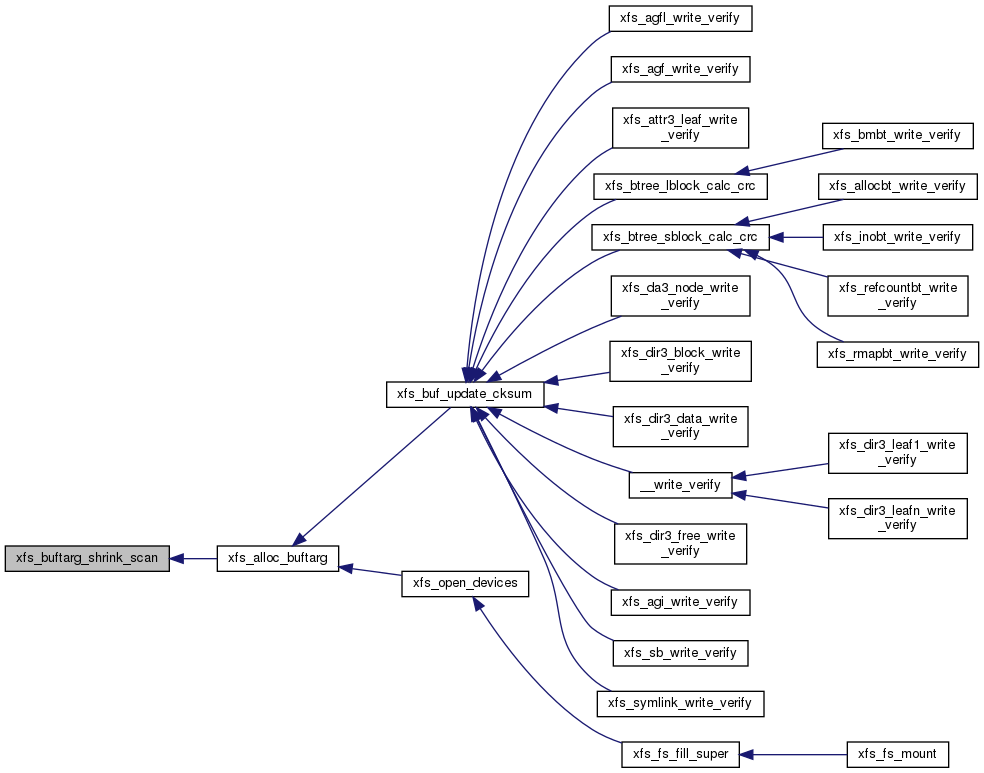 xfs_agfl_write_verify
xfs_agf_write_verify
xfs_attr3_leaf_write
_verify
xfs_bmbt_write_verify
xfs_btree_lblock_calc_crc
xfs_allocbt_write_verify
xfs_btree_sblock_calc_crc
xfs_inobt_write_verify
xfs_da3_node_write
_verify
xfs_refcountbt_write
_verify
xfs_dir3_block_write
_verify
xfs_rmapbt_write_verify
xfs_buf_update_cksum
xfs_dir3_data_write
_verify
xfs_dir3_leaf1_write
_verify
__write_verify
xfs_dir3_leafn_write
_verify
xfs_dir3_free_write
_verify
xfs_buftarg_shrink_scan
xfs_alloc_buftarg
xfs_open_devices
xfs_agi_write_verify
xfs_sb_write_verify
xfs_symlink_write_verify
xfs_fs_fill_super
xfs_fs_mount